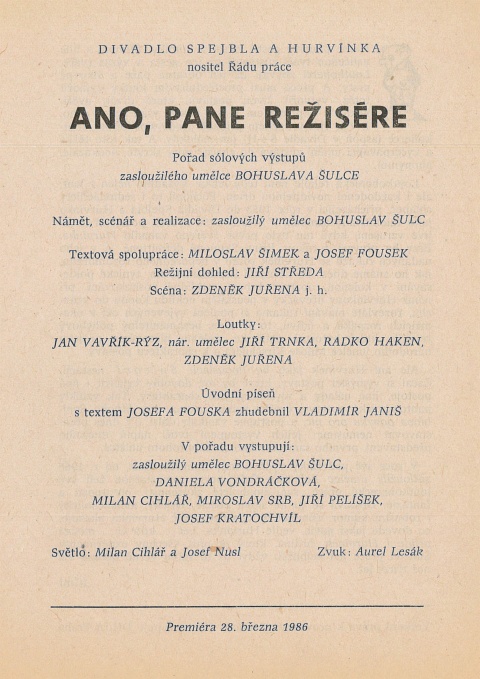 DIVADLO SPEJBLA A HURVÍNKA
nositel Řádu práce
ANO, PANE REŽISÉRE
Pořad sólových výstupů
zasloužilého umělce BOHUSLAVA ŠULCE
Námět, scénář a realizace: zasloužilý umělec BOHUSLAV ŠULC
Textová spolupráce: MILOSLAV ŠIMEK a JOSEF FOUSEK
Režijní dohled: JIŘÍ STŘEDA
Scéna: ZDENĚK JUŘENA j. h.
Loutky:
JAN VAVŘÍK-RÝZ, nár. umělec JIŘÍ TRNKA, RADKO HAKEN,
ZDENĚK JUŘENA
Úvodní píseň
s textem JOSEFA FOUSKA zhudebnil VLADIMÍR JANIŠ
V pořadu vystupují:
zasloužilý umělec BOHUSLAV ŠULC,
DANIELA VONDRÁČKOVÁ,
MILAN CIHLÁŘ, MIROSLAV SRB, JIŘÍ PELÍŠEK,
JOSEF KRATOCHVÍL
Světlo: Milan Cihlář a Josef Nusl Zvuk: Aurel Lesák
Premiéra 28. března 1986